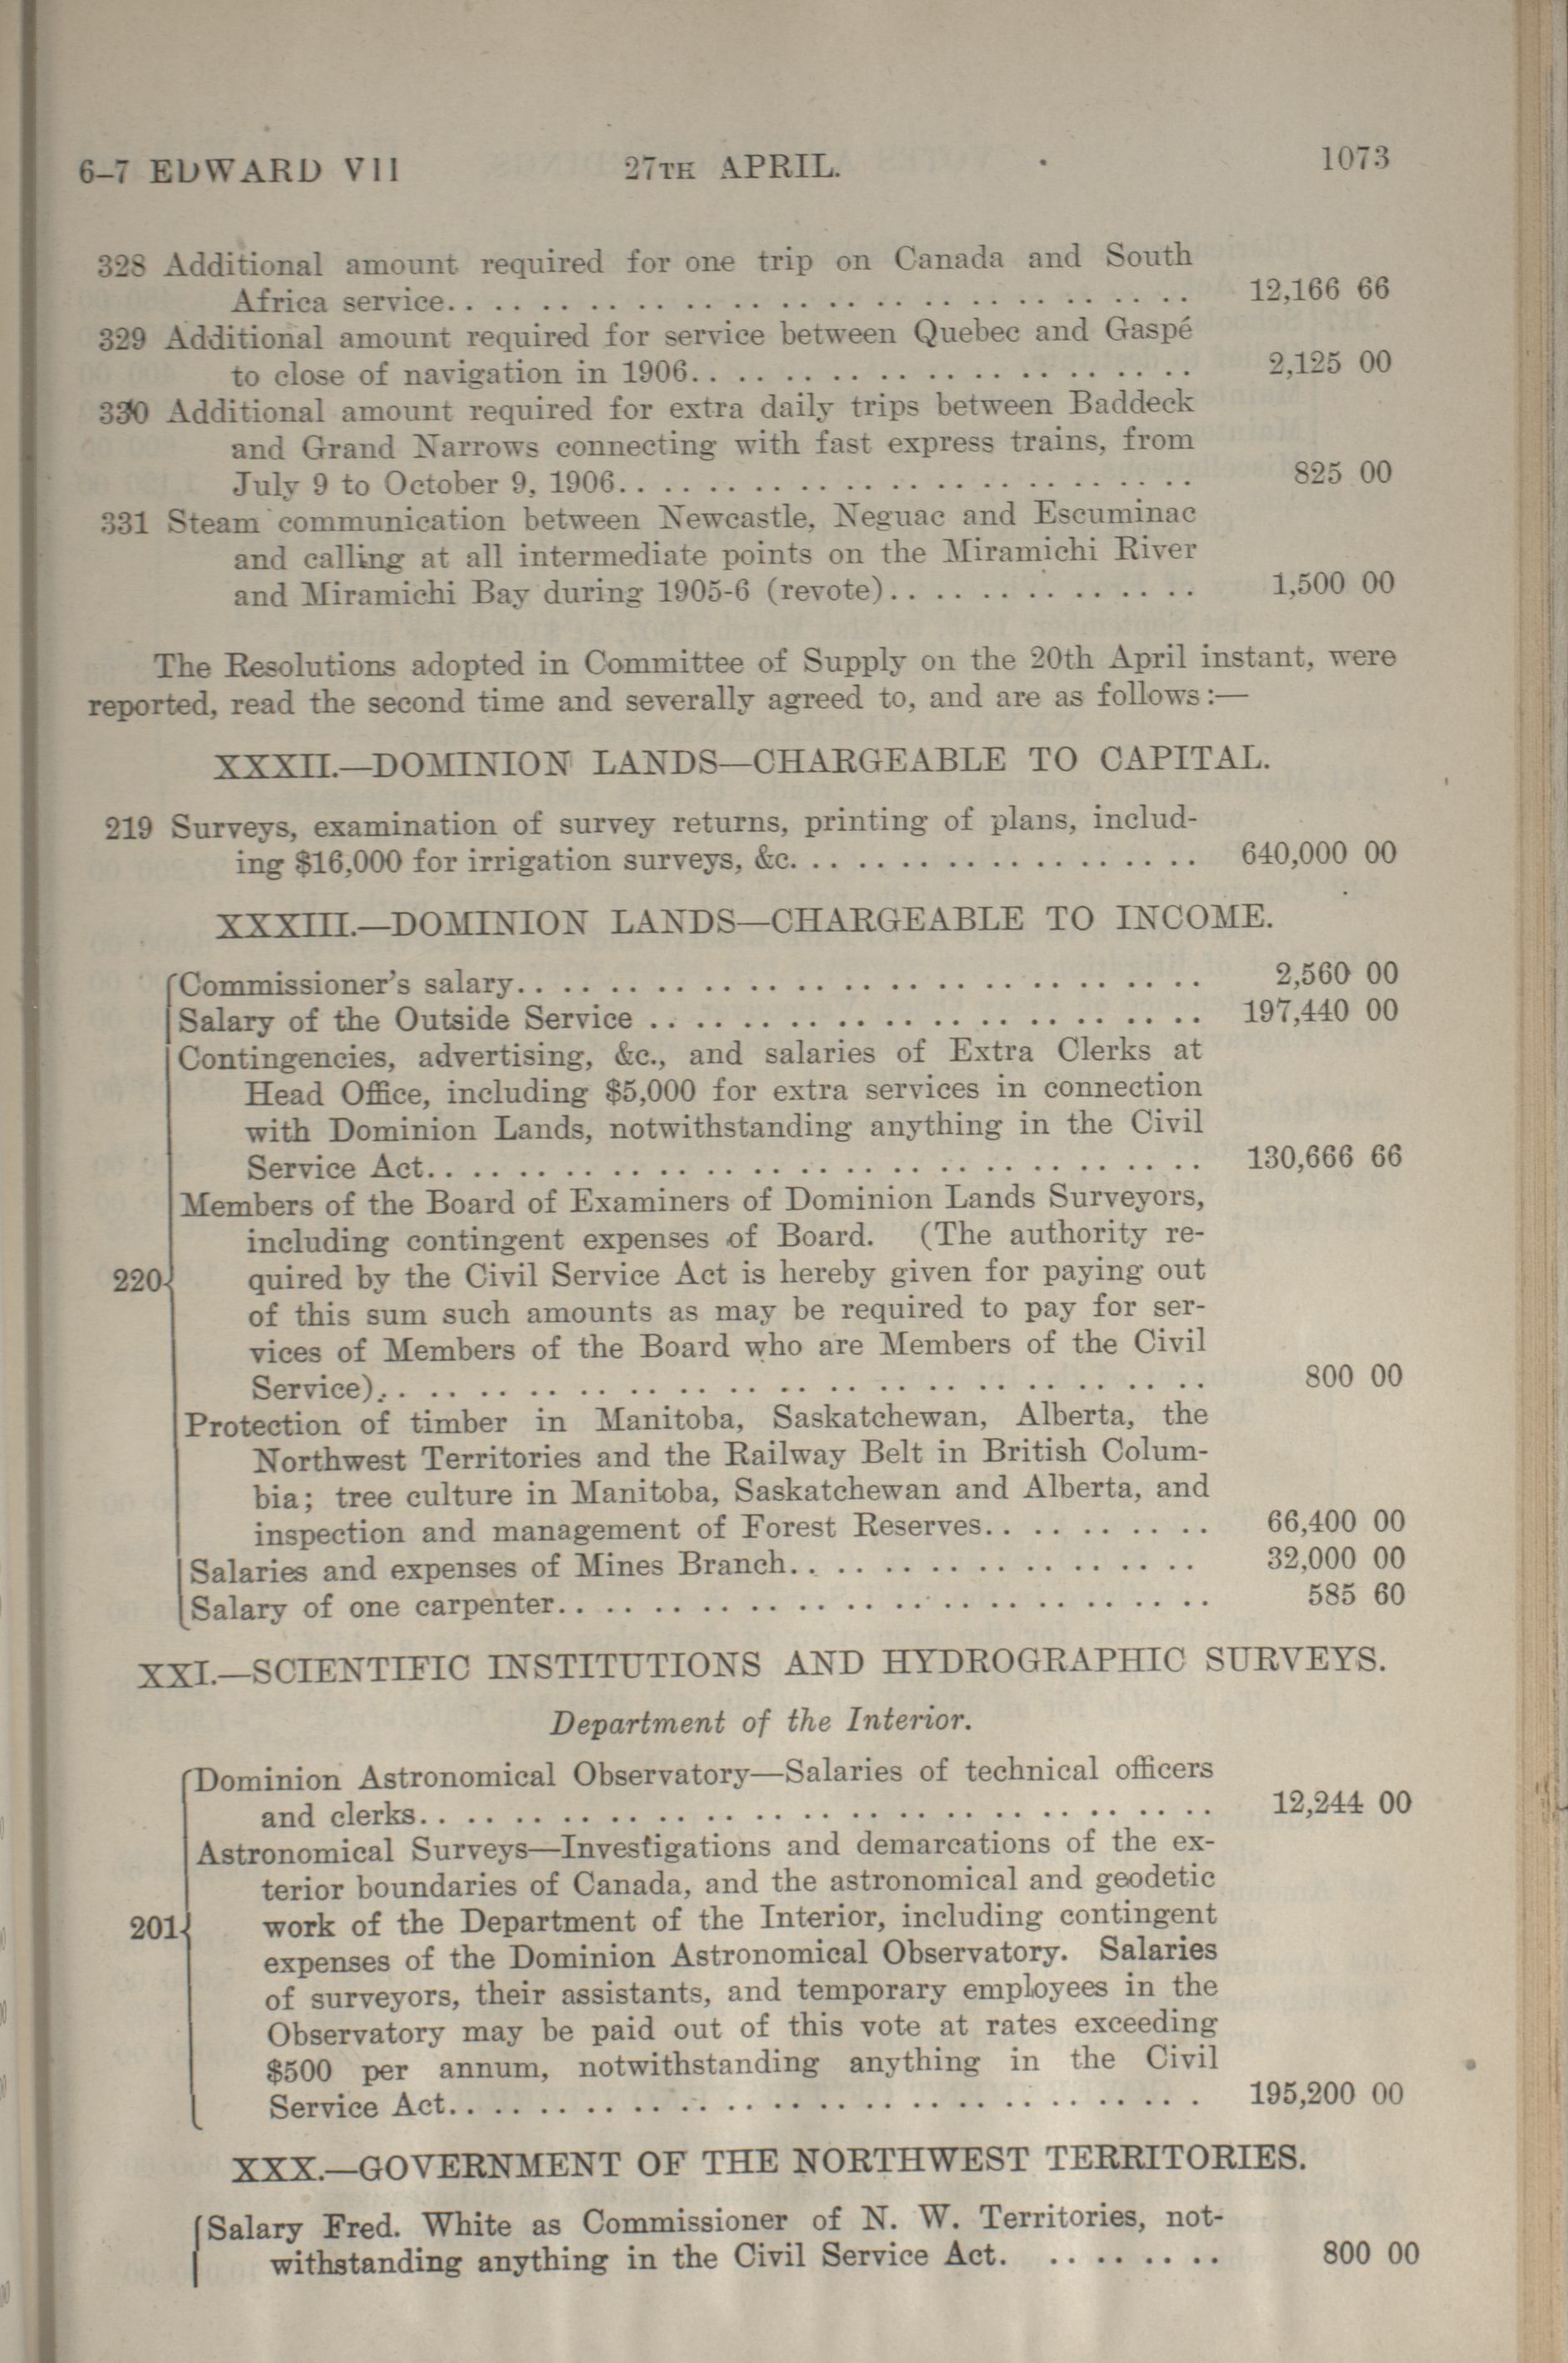 6-7 EDWARD VII 27TH APRIL. 1073
328 Additional amount required for one trip on Canada and South
Africa service.. .. .. .. .. .. .. .. .. .. .. .. .. .. .. .. 12,166 66
329 Additional amount required for service between Quebec and Gaspé
to close of navigation in 1906.. .. .. .. .. .. .. .. .. .. .. 2,125 00
330 Additional amount required for extra daily trips between Baddeck
and Grand Narrows connecting with fast express trains, from
July 9 to October 9, 1906.. .. .. .. .. .. .. .. .. .. .. .. .. 825 00
331 Steam communication between Newcastle, Neguac and Escuminac
and calling at all intermediate points on the Miramichi River
and Miramichi Bay during 1905-6 (revote).. .. .. .. .. .. .. 1,500 00
The Resolutions adopted in Committee of Supply on the 20th April instant, were
reported, read the second time and severally agreed to, and are as follows:—
XXXII.—DOMINION LANDS—CHARGEABLE TO CAPITAL.
219 Surveys, examination of survey returns, printing of plans, includ-
ing $16,000 for irrigation surveys, &c. .. .. .. .. .. .. .. .. .. 640,000 00
XXXIII.—DOMINION LANDS—CHARGEABLE TO INCOME.
Commissioner's salary.. .. .. .. .. .. .. .. .. .. .. .. .. .. .. 2,560 00
Salary of the Outside Service .. .. .. .. .. .. .. .. .. .. .. .. 197,440 00
Contingencies, advertising, &c., and salaries of Extra Clerks at
Head Office, including $5,000 for extra services in connection
with Dominion Lands, notwithstanding anything in the Civil
Service Act.. .. .. .. .. .. .. .. .. .. .. .. .. .. .. .. .. 130,666 66
Members of the Board of Examiners of Dominion Lands Surveyors,
including contingent expenses of Board. (The authority re-
220 quired by the Civil Service Act is hereby given for paying out
of this sum such amounts as may be required to pay for ser-
vices of Members of the Board who are Members of the Civil
Service).. .. .. .. .. .. .. .. .. .. .. .. .. .. .. .. .. .. 800 00
Protection of timber in Manitoba, Saskatchewan, Alberta, the
Northwest Territories and the Railway Belt in British Colum-
bia; tree culture in Manitoba, Saskatchewan and Alberta, and
inspection and management of Forest Reserves.. .. .. .. .. 66,400 00
Salaries and expenses of Mines Branch.. .. .. .. .. .. .. .. .. 32,000 00
Salary of one carpenter.. .. .. .. .. .. .. .. .. .. .. .. .. .. 585 60
XXI.—SCIENTIFIC INSTITUTIONS AND HYDROGRAPHIC SURVEYS.
Department of the Interior.
Dominion Astronomical Observatory—Salaries of technical officers
and clerks.. .. .. .. .. .. .. .. .. .. .. .. .. .. .. .. .. 12,244 00
Astronomical Surveys—Investigations and demarcations of the ex-
terior boundaries of Canada, and the astronomical and geodetic
201 work of the Department of the Interior, including contingent
expenses of the Dominion Astronomical Observatory. Salaries
of surveyors, their assistants, and temporary employees in the
Observatory may be paid out of this vote at rates exceeding
$500 per annum, notwithstanding anything in the Civil
Service Act.. .. .. .. .. .. .. .. .. .. .. .. .. .. .. .. .. 195,200 00
XXX.—GOVERNMENT OF THE NORTHWEST TERRITORIES.
Salary Fred. White as Commissioner of N. W. Territories, not-
withstanding anything in the Civil Service Act. .. .. .. .. 800 00